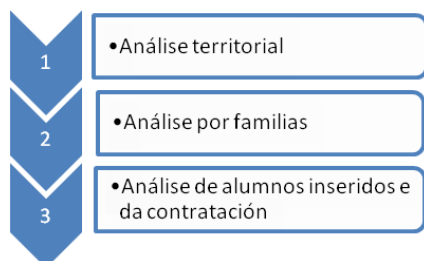 1
•Análise territorial
2
•Análise por familias
3
•Análise de alumnos inseridos e
da contratación